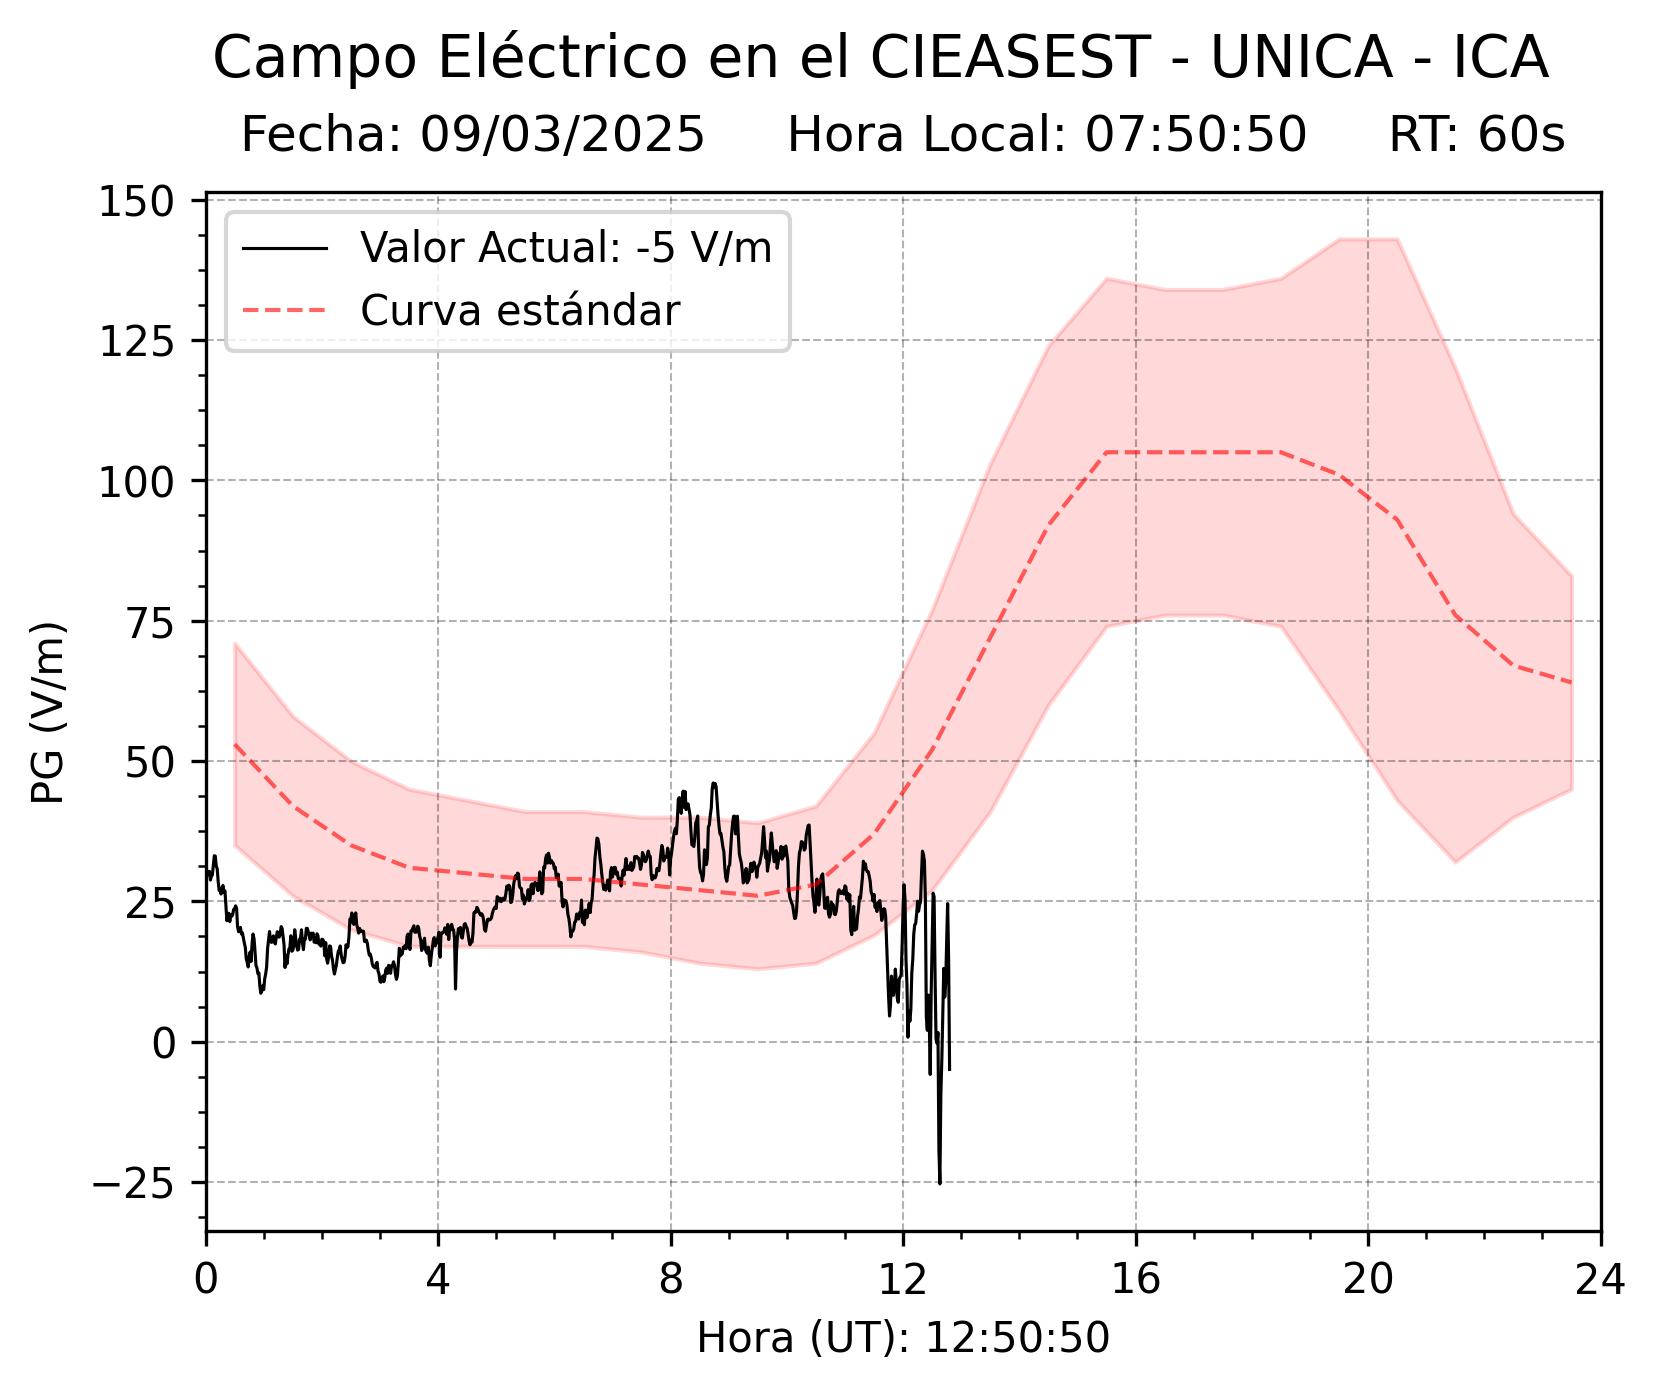 Campo Eléctrico en el CIEASEST - UNICA - ICA
Fecha: 09/03/2025 Hora Local: 07:50:50 RT: 60s
150
Valor Actual: -5 V/m
Curva estándar
125
100
75
50
25
0
−25
PG (V/m)
0 4 8 12 16 20 24
Hora (UT): 12:50:50